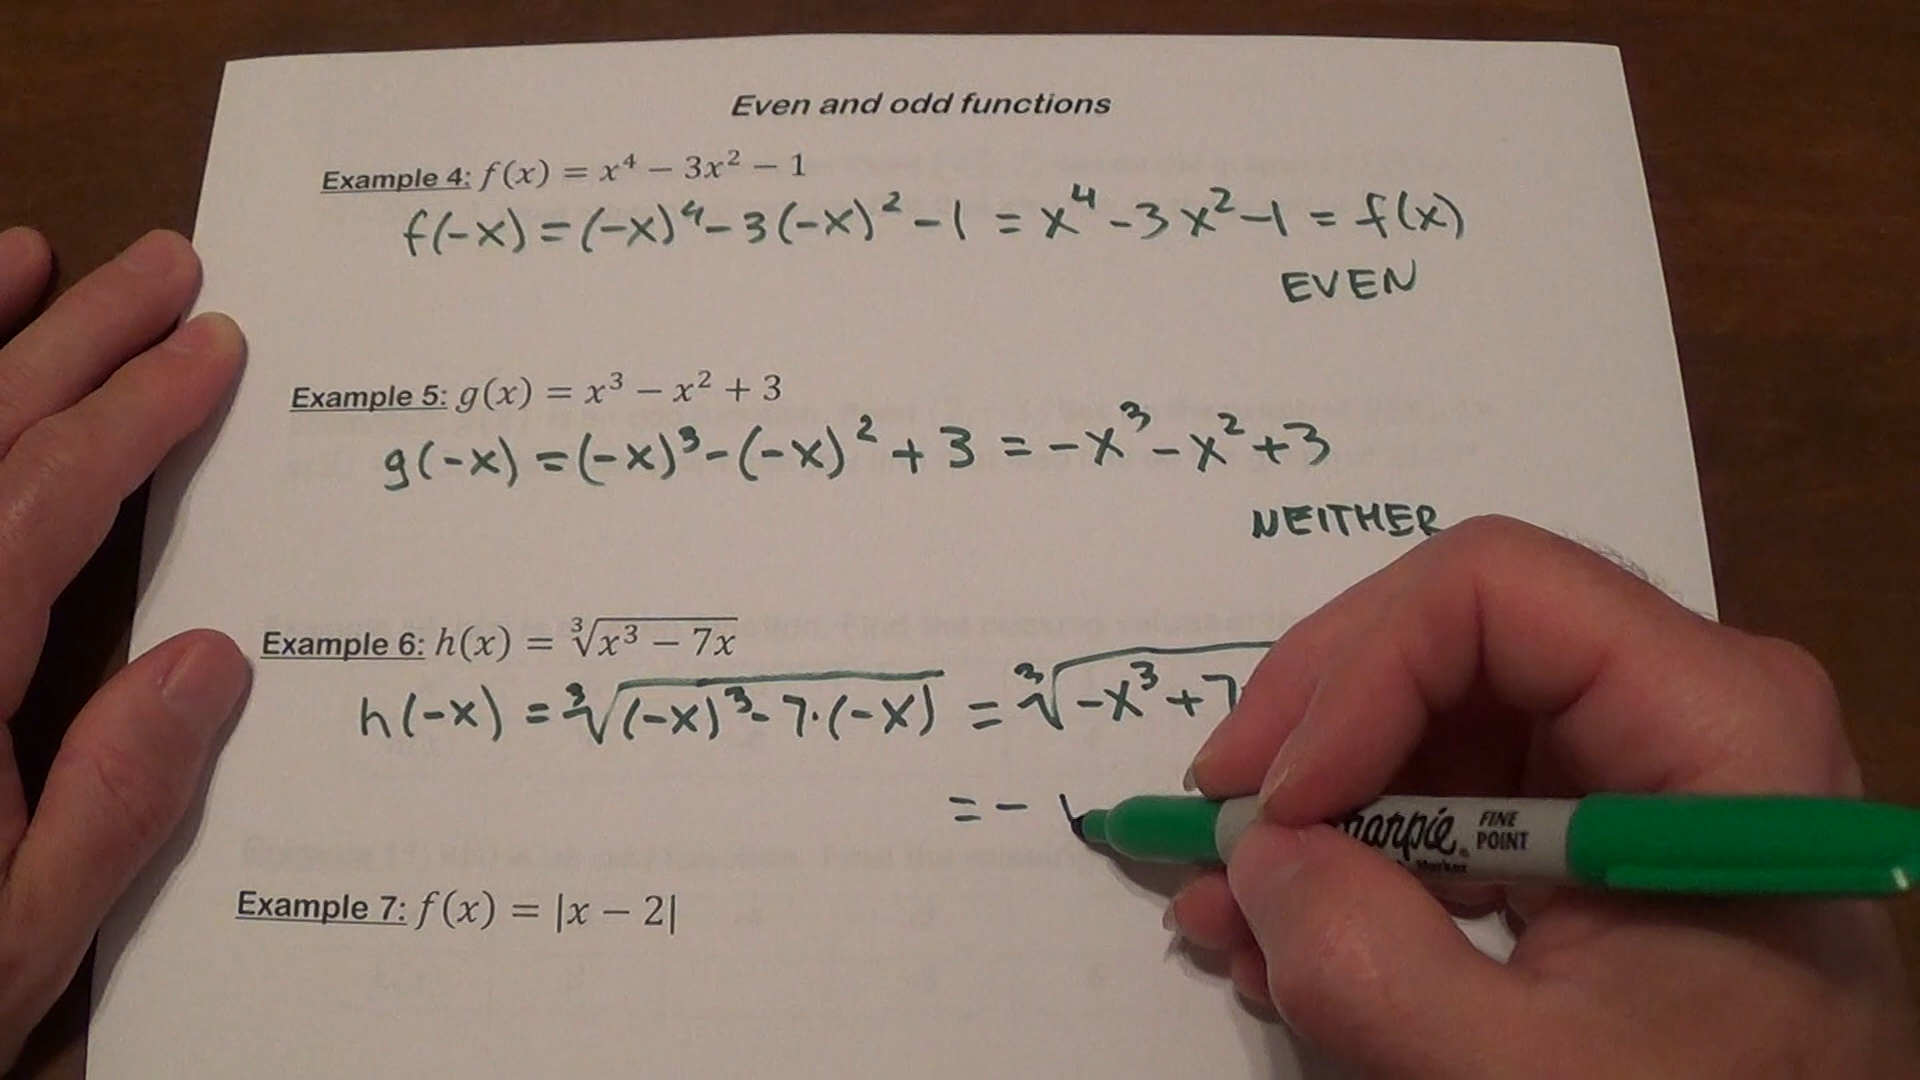 Even and odd functions
Example 4: f(x) = x⁴ − 3x² − 1
f(-x) = (-x)⁴ - 3(-x)² - 1 = x⁴ - 3x² - 1 = f(x)
EVEN
Example 5: g(x) = x³ − x² + 3
g(-x) = (-x)³ - (-x)² + 3 = -x³ - x² + 3
NEITHER
Example 6: h(x) = ∛(x³ − 7x)
h(-x) = ∛((-x)³ - 7·(-x)) = ∛(-x³ + 7
= -
Example 7: f(x) = |x − 2|
harpie. FINE
POINT
Marker